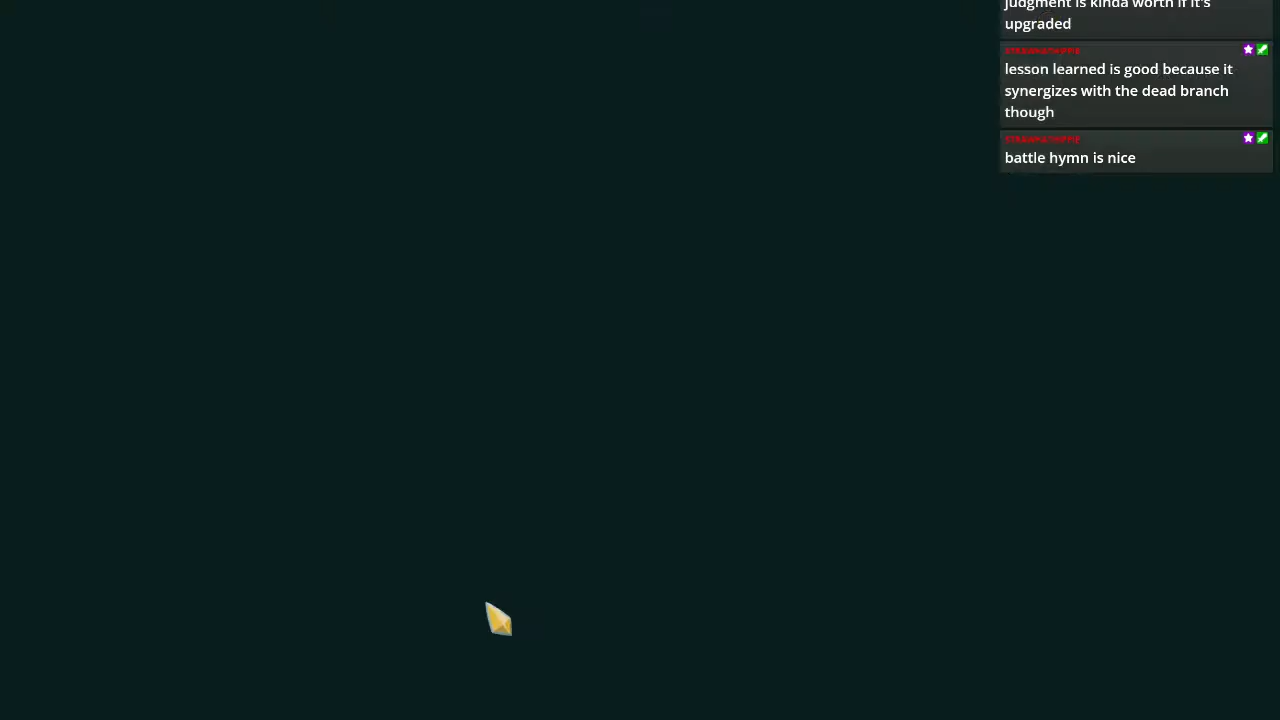 judgment is kinda worth if it's
upgraded
lesson learned is good because it
synergizes with the dead branch
though
battle hymn is nice